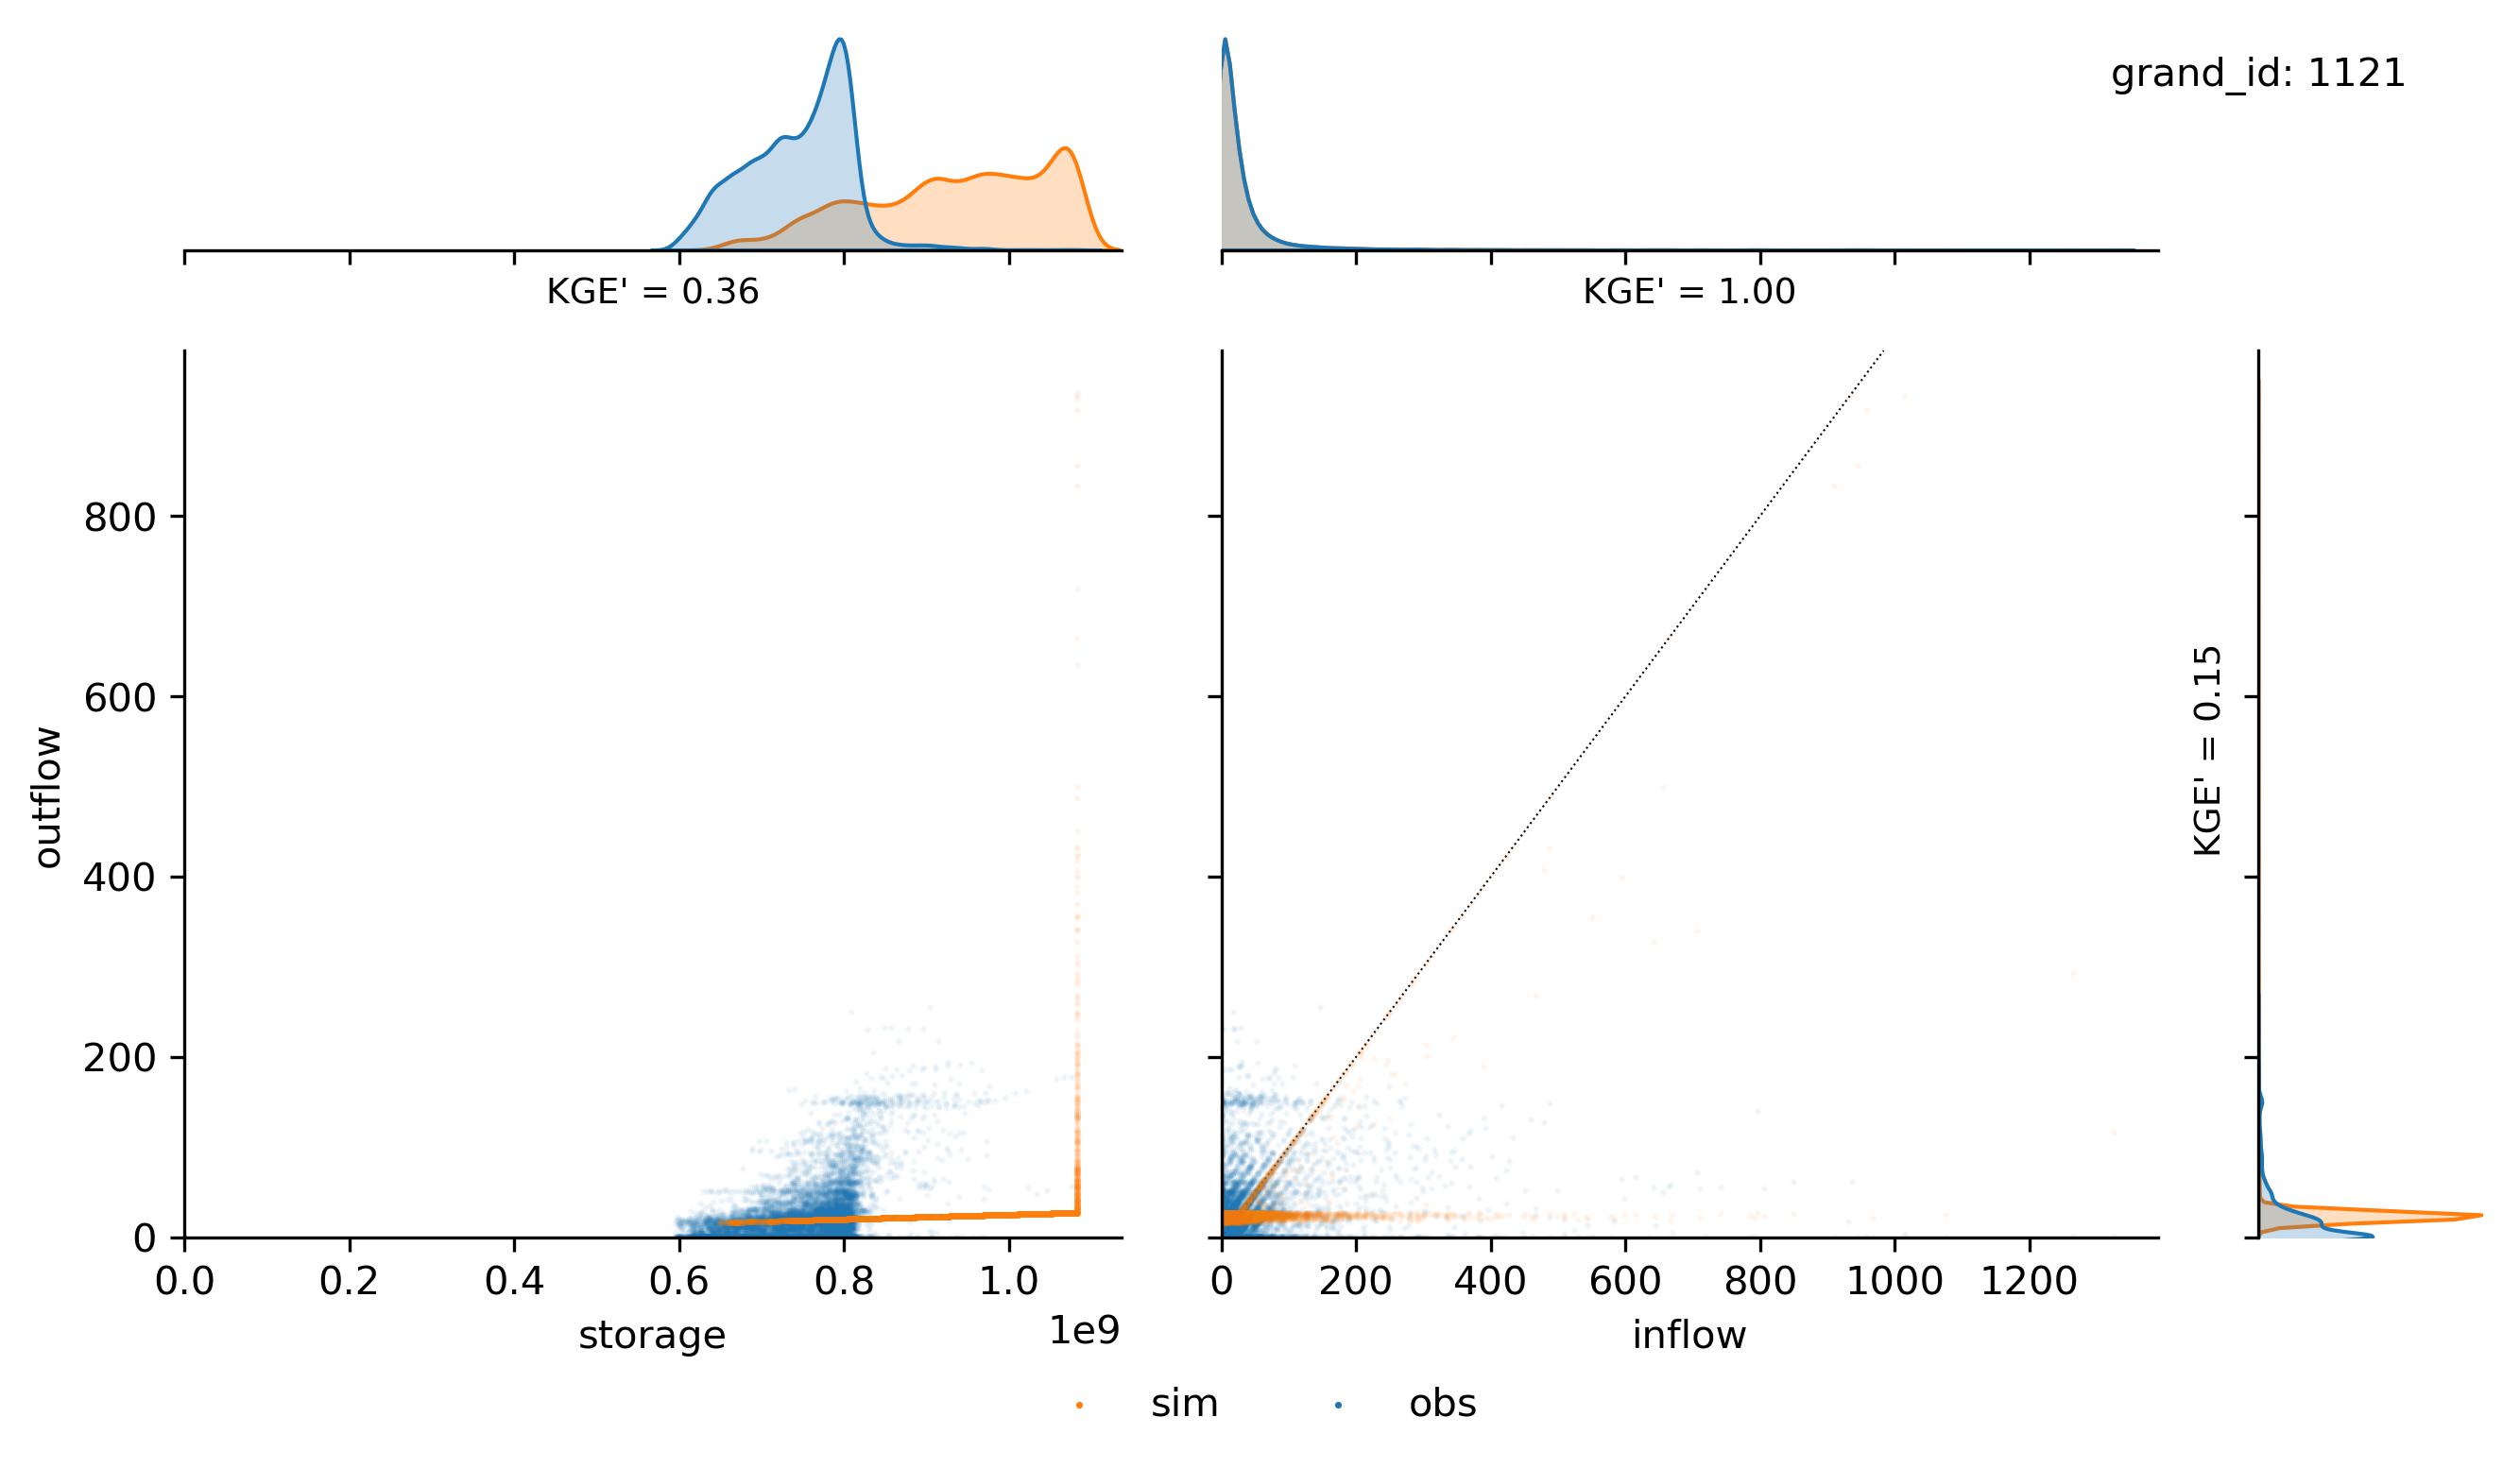 grand_id: 1121
KGE' = 0.36
KGE' = 1.00
outflow
800
600
400
200
0
KGE' = 0.15
0.0 0.2 0.4 0.6 0.8 1.0
0 200 400 600 800 1000 1200
1e9
storage
inflow
sim obs